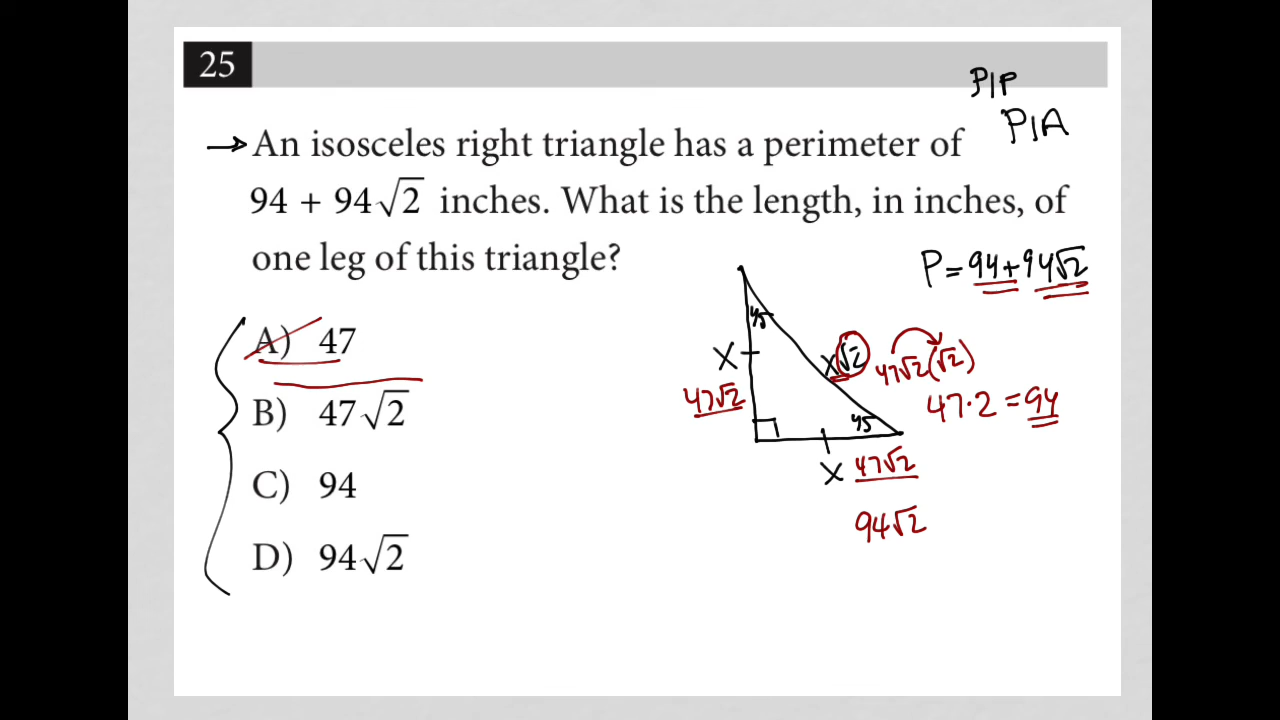 25
P|P
P|A
→ An isosceles right triangle has a perimeter of
94 + 94√2 inches. What is the length, in inches, of
one leg of this triangle?
P = 94 + 94√2
A) 47
B) 47√2
C) 94
D) 94√2
45
X
47√2
X√2
47√2(√2)
47·2 = 94
45
X 47√2
94√2